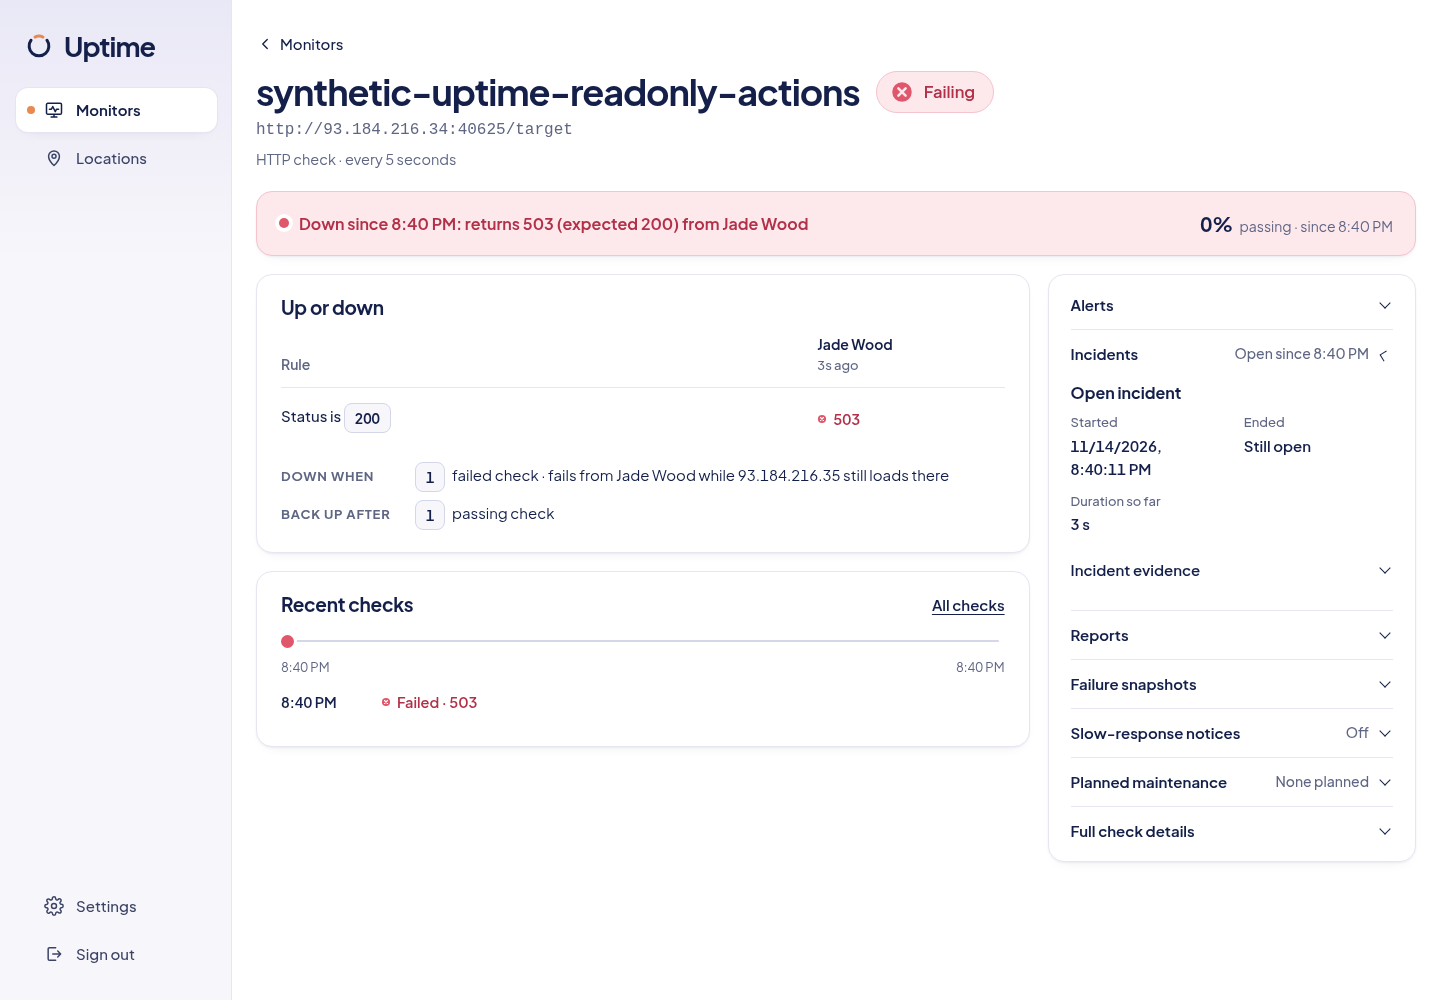 Uptime
Monitors
Locations
Settings
Sign out
Monitors
synthetic-uptime-readonly-actions
Failing
http://93.184.216.34:40625/target
HTTP check · every 5 seconds
Down since 8:40 PM: returns 503 (expected 200) from Jade Wood
0% passing · since 8:40 PM
Up or down
Rule
Jade Wood
3s ago
Status is 200
503
DOWN WHEN 1 failed check · fails from Jade Wood while 93.184.216.35 still loads there
BACK UP AFTER 1 passing check
Recent checks
All checks
8:40 PM
8:40 PM
8:40 PM
Failed · 503
Alerts
Incidents
Open since 8:40 PM
Open incident
Started
Ended
11/14/2026,
8:40:11 PM
Still open
Duration so far
3 s
Incident evidence
Reports
Failure snapshots
Slow-response notices
Off
Planned maintenance
None planned
Full check details